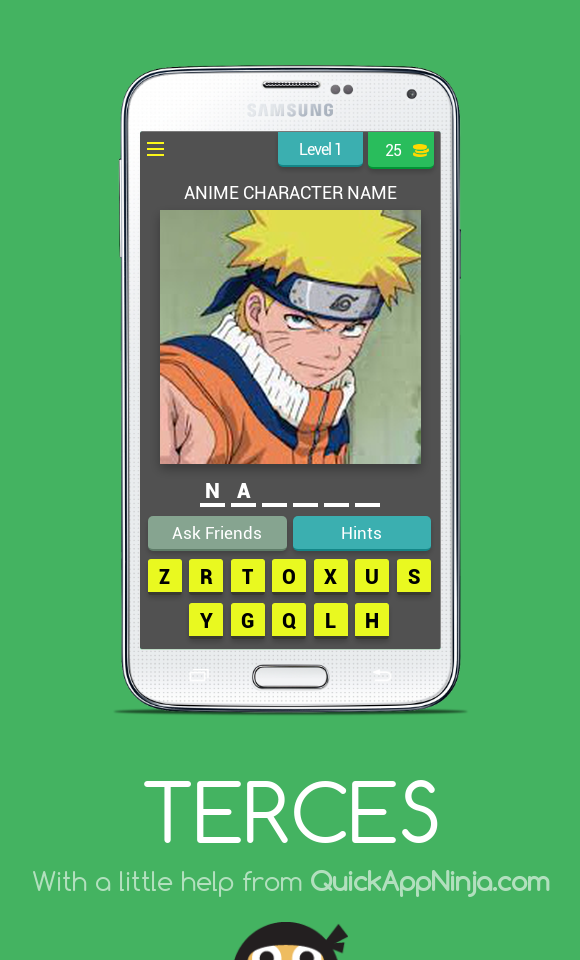 SAMSUNG
Level 1
25
ANIME CHARACTER NAME
N A _ _ _ _
Ask Friends
Hints
Z R T O X U S
Y G Q L H
TERCES
With a little help from QuickAppNinja.com